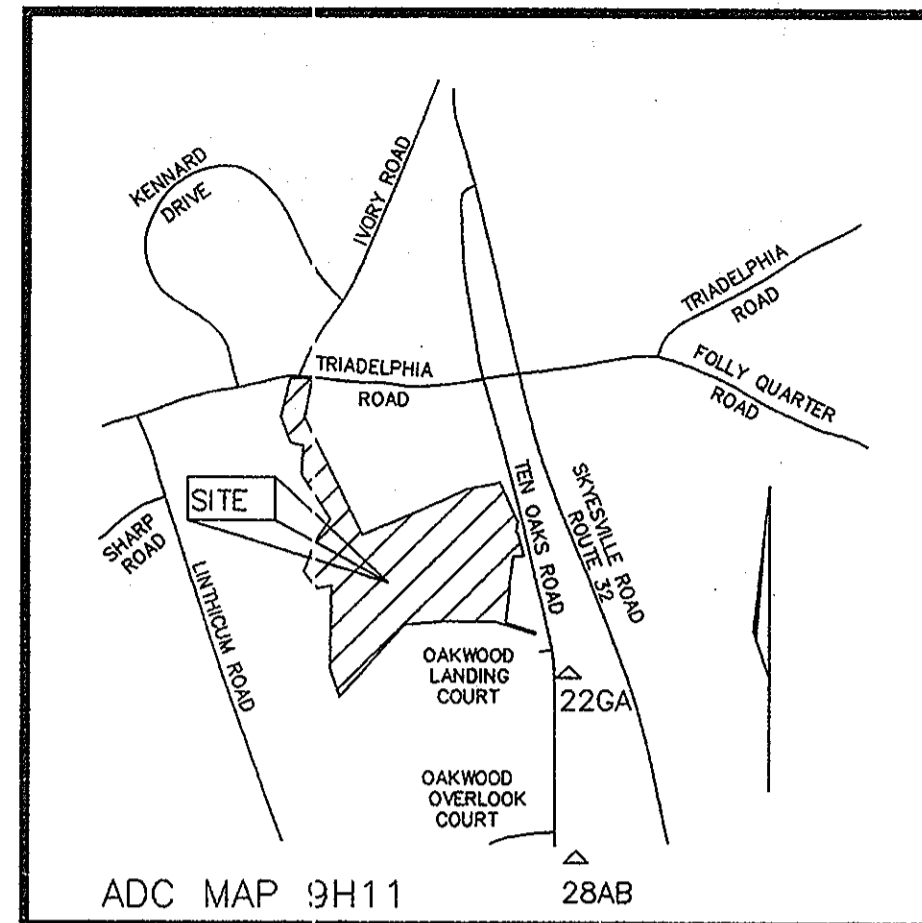 KENNARD
DRIVE
IVORY ROAD
TRIADELPHIA
ROAD
TRIADELPHIA
ROAD
FOLLY QUARTER
ROAD
SITE
SHARP
ROAD
LINTHICUM ROAD
TEN OAKS ROAD
SKYESVILLE ROAD
ROUTE 32
OAKWOOD
LANDING
COURT
22GA
OAKWOOD
OVERLOOK
COURT
28AB
ADC MAP 9H11